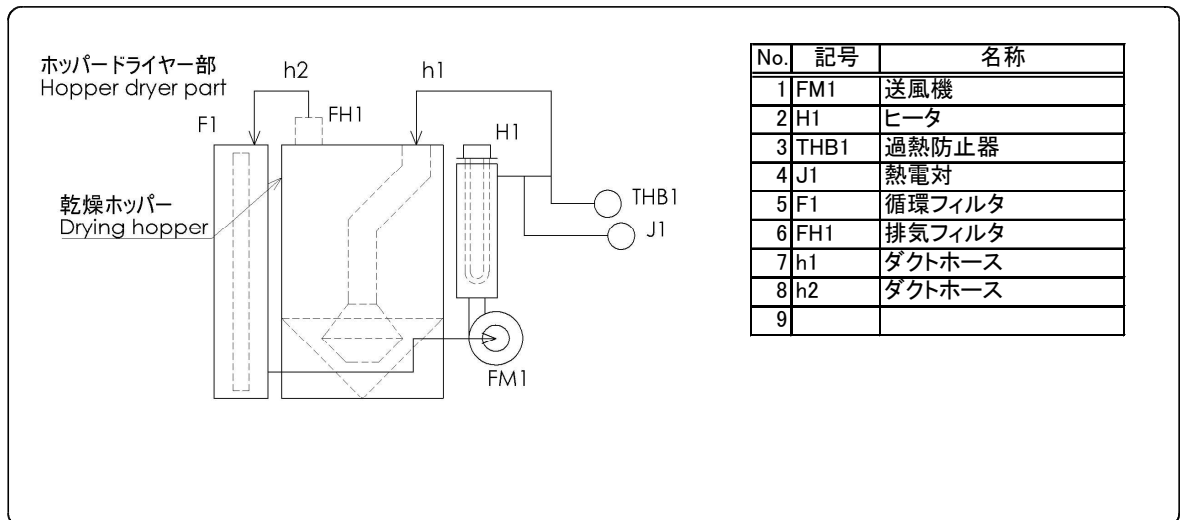 ホッパードライヤー部
Hopper dryer part
h2
h1
F1
FH1
H1
乾燥ホッパー
Drying hopper
THB1
J1
FM1
No. 記号 名称
1 FM1 送風機
2 H1 ヒータ
3 THB1 過熱防止器
4 J1 熱電対
5 F1 循環フィルタ
6 FH1 排気フィルタ
7 h1 ダクトホース
8 h2 ダクトホース
9